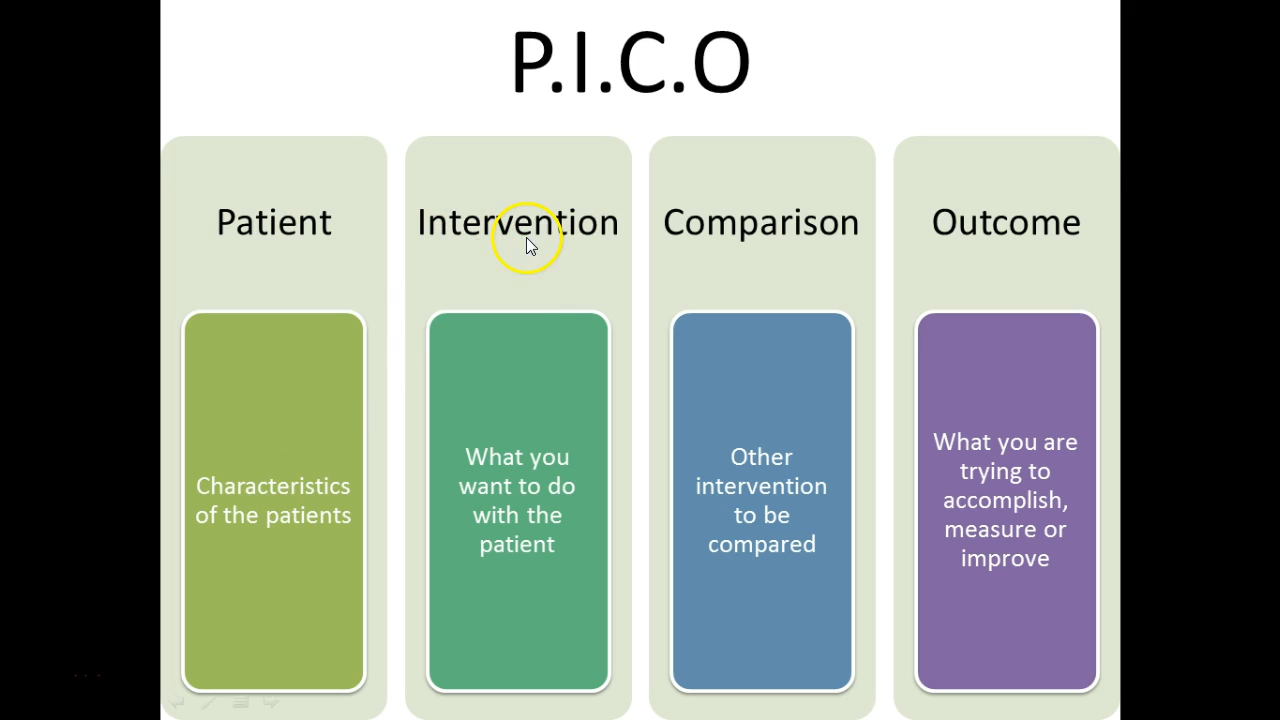 P.I.C.O
Patient
Intervention
Comparison
Outcome
Characteristics
of the patients
What you
want to do
with the
patient
Other
intervention
to be
compared
What you are
trying to
accomplish,
measure or
improve